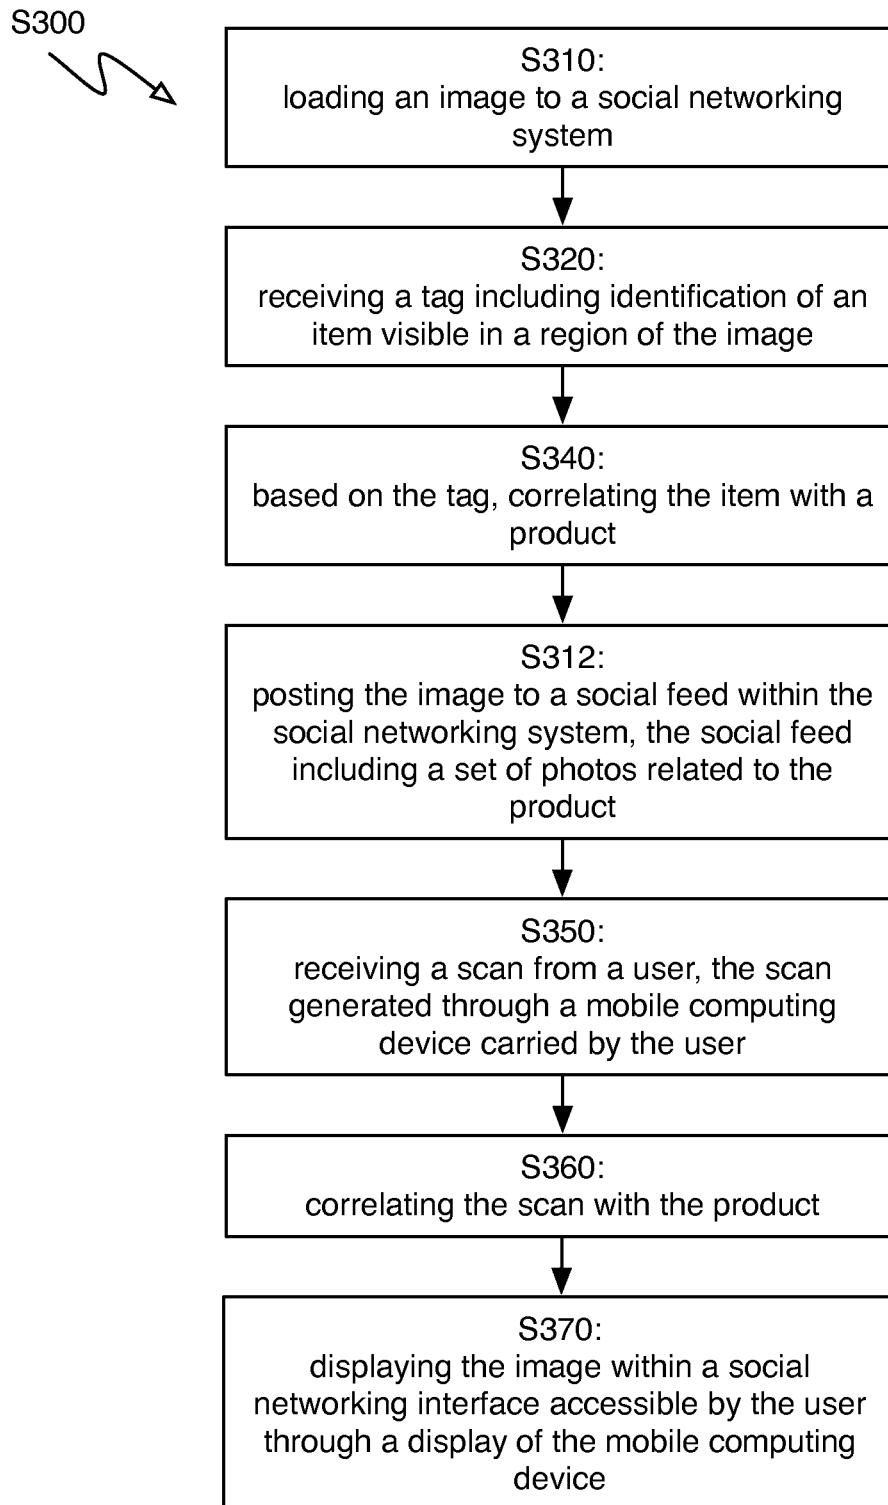 S300
S310:
loading an image to a social networking
system
S320:
receiving a tag including identification of an
item visible in a region of the image
S340:
based on the tag, correlating the item with a
product
S312:
posting the image to a social feed within the
social networking system, the social feed
including a set of photos related to the
product
S350:
receiving a scan from a user, the scan
generated through a mobile computing
device carried by the user
S360:
correlating the scan with the product
S370:
displaying the image within a social
networking interface accessible by the user
through a display of the mobile computing
device